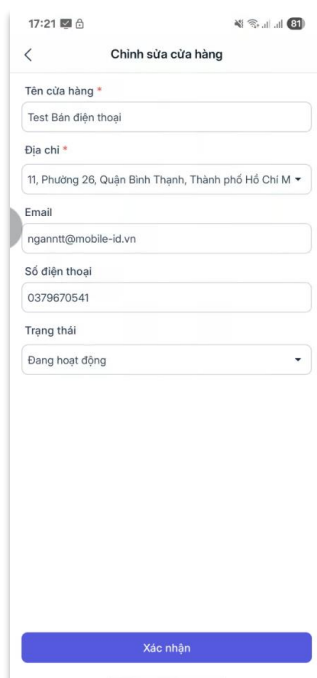 17:21 81
Chỉnh sửa cửa hàng
Tên cửa hàng *
Test Bán điện thoại
Địa chỉ *
11, Phường 26, Quận Bình Thạnh, Thành phố Hồ Chí M
Email
nganntt@mobile-id.vn
Số điện thoại
0379670541
Trạng thái
Đang hoạt động
Xác nhận